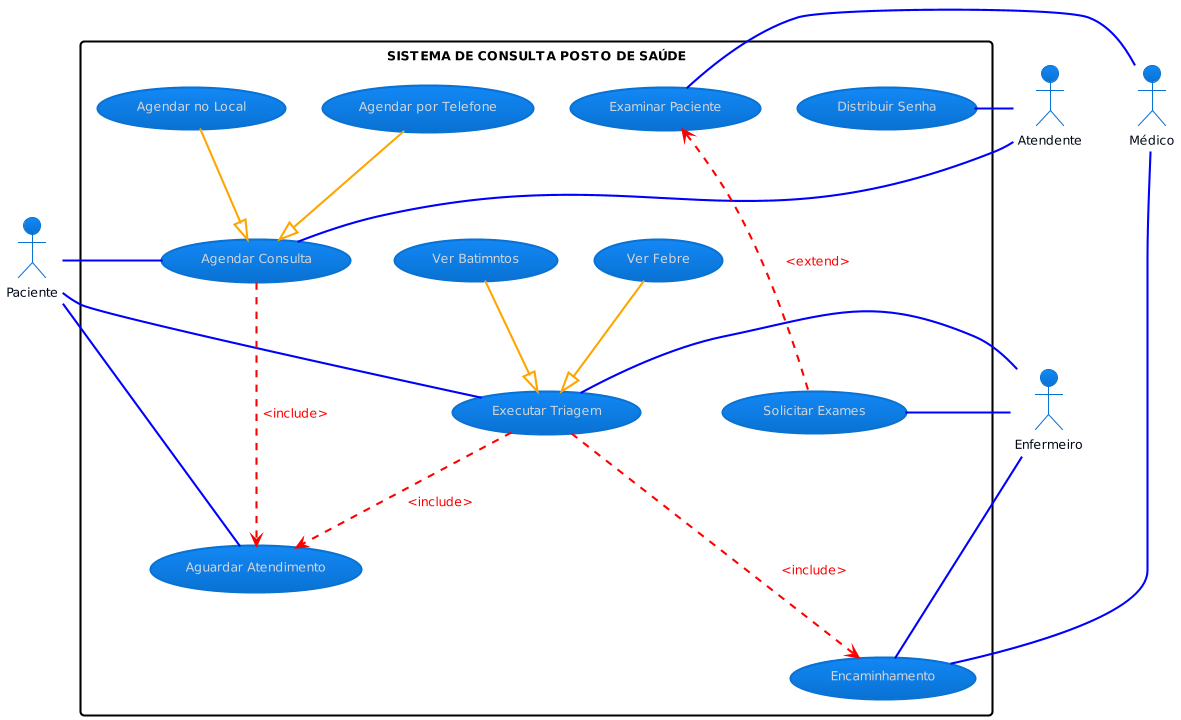 SISTEMA DE CONSULTA POSTO DE SAÚDE
Agendar no Local
Agendar por Telefone
Examinar Paciente
Distribuir Senha
Atendente
Médico
Agendar Consulta
Ver Batimntos
Ver Febre
<extend>
Paciente
Executar Triagem
Solicitar Exames
<include>
Enfermeiro
<include>
Aguardar Atendimento
<include>
Encaminhamento